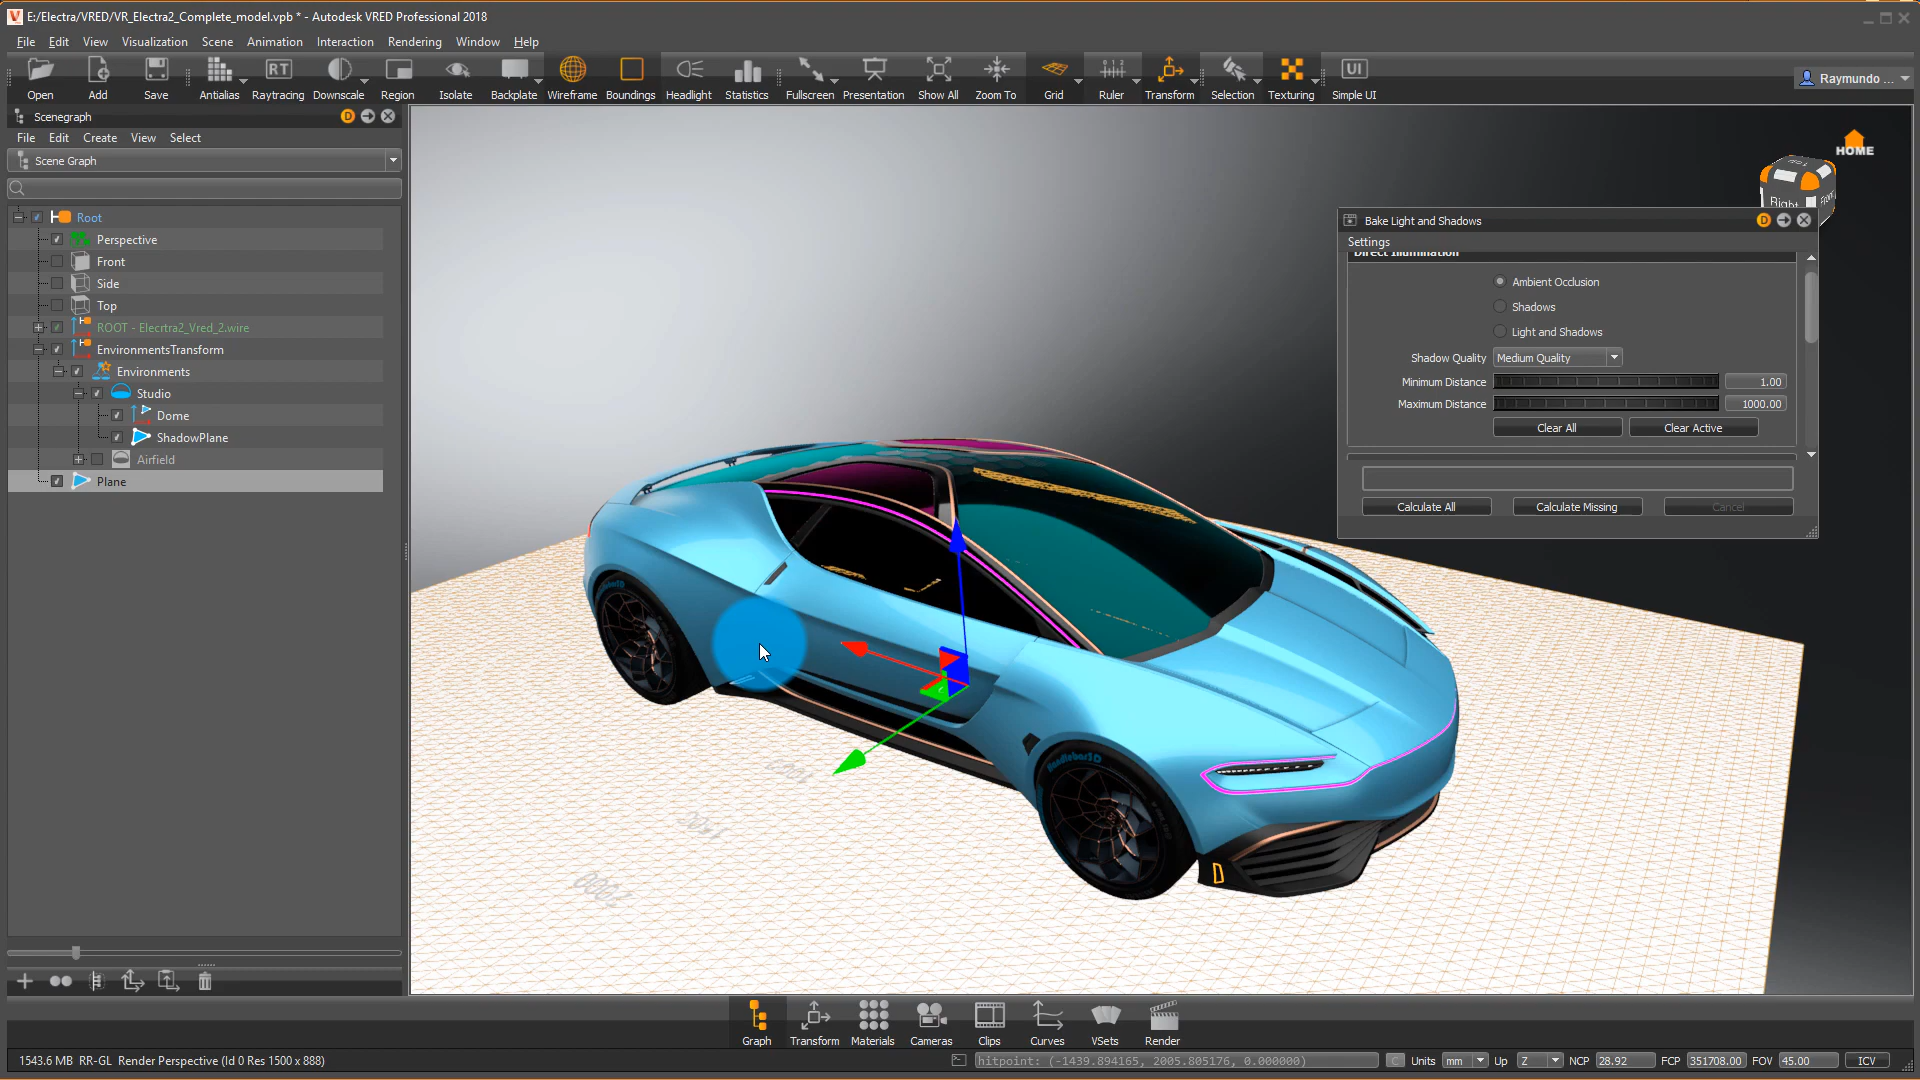 E:/Electra/VRED/VR_Electra2_Complete_model.vpb * - Autodesk VRED Professional 2018
File Edit View Visualization Scene Animation Interaction Rendering Window Help
Open Add Save Antialias Raytracing Downscale Region Isolate Backplate Wireframe Boundings Headlight Statistics Fullscreen Presentation Show All Zoom To Grid Ruler Transform Selection Texturing Simple UI
RT
UI
Raymundo ...
Scenegraph
D
File Edit Create View Select
Scene Graph
Root
Perspective
Front
Side
Top
ROOT - Elecrtra2_Vred_2.wire
EnvironmentsTransform
Environments
Studio
Dome
ShadowPlane
Airfield
Plane
HOME
Right
Bake Light and Shadows
D
Settings
Direct Illumination
Ambient Occlusion
Shadows
Light and Shadows
Shadow Quality Medium Quality
Minimum Distance 1.00
Maximum Distance 1000.00
Clear All Clear Active
Calculate All Calculate Missing Cancel
Handlebar3D
Graph Transform Materials Cameras Clips Curves VSets Render
1543.6 MB RR-GL Render Perspective (Id 0 Res 1500 x 888)
hitpoint: (-1439.894165, 2005.805176, 0.000000)
C Units mm Up Z NCP 28.92 FCP 351708.00 FOV 45.00 ICV